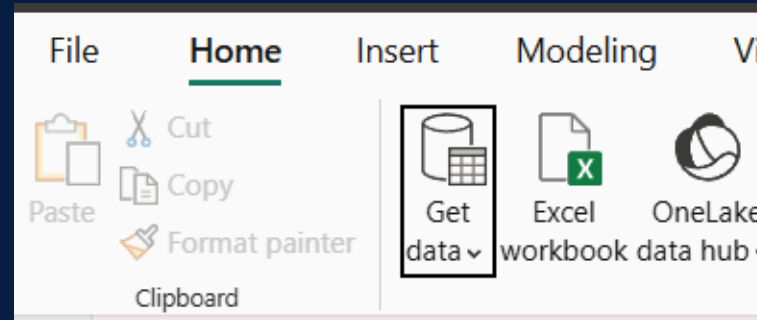 File Home Insert Modeling
Cut
Copy
Paste
Format painter
Clipboard
Get
data
Excel
workbook
OneLake
data hub
X